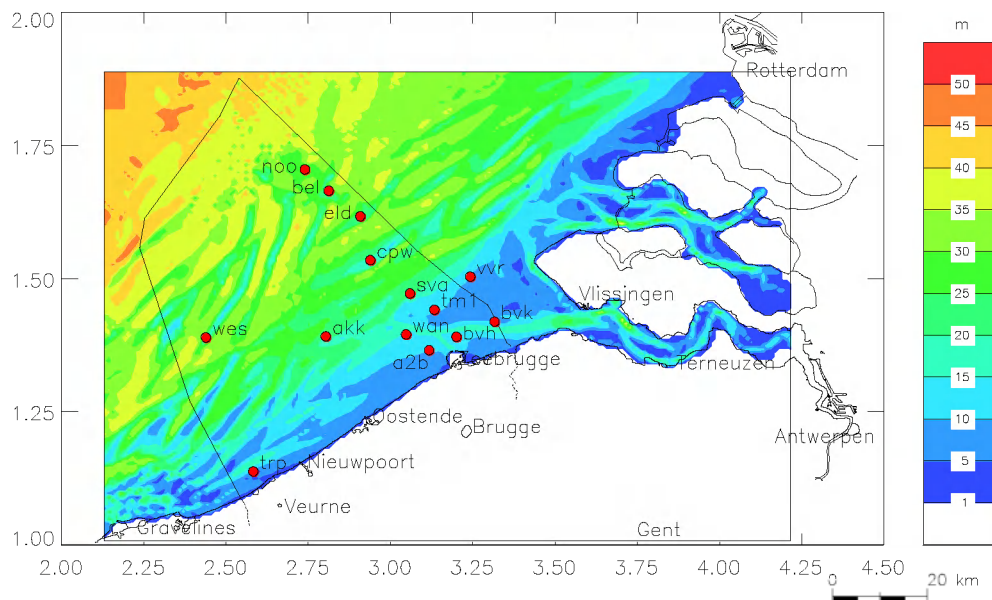 2.00
m
Rotterdam
50
45
1.75
noo
40
bel
35
eld
30
cpw
1.50
vvr
sva
25
tm1
Vlissingen
bvk
20
wes
akk
wan
bvh
a2b
Zeebrugge
Terneuzen
15
1.25
Oostende
10
Brugge
Antwerpen
trp
Nieuwpoort
5
Veurne
1
1.00
Gravelines
Gent
2.00 2.25 2.50 2.75 3.00 3.25 3.50 3.75 4.00 4.25 4.50
0 20 km